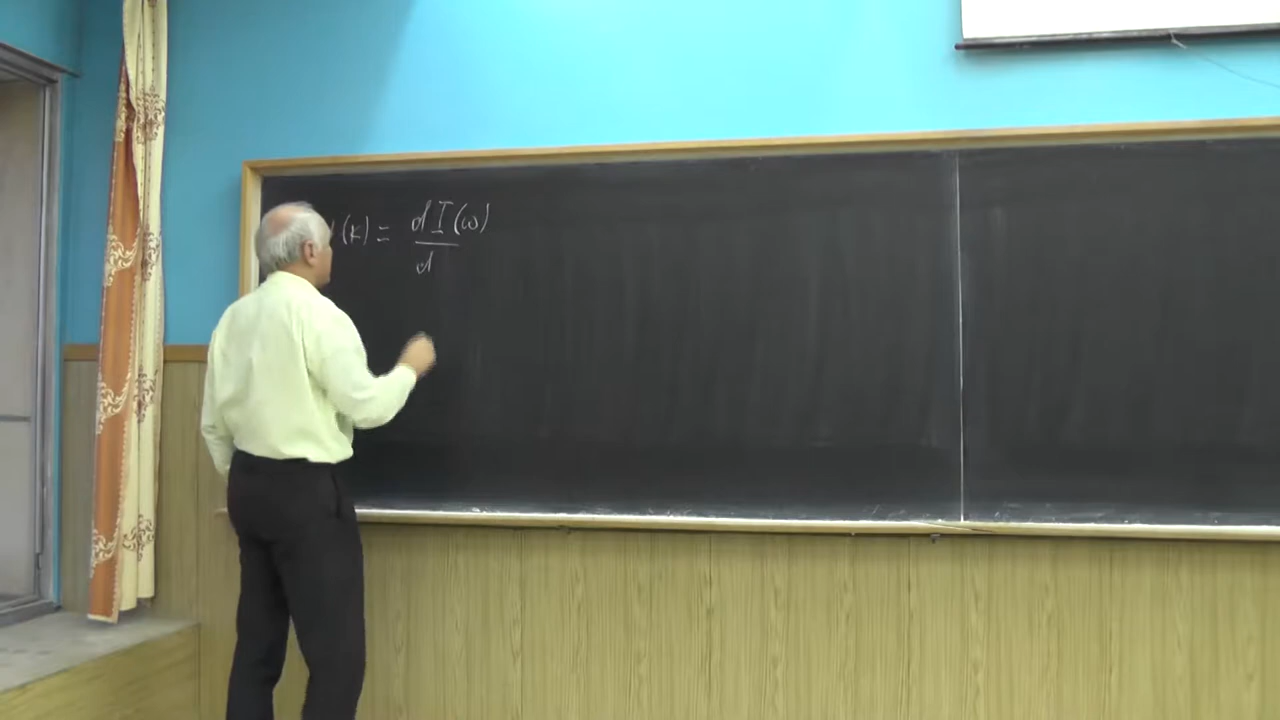 (κ) = dI(ω)
d